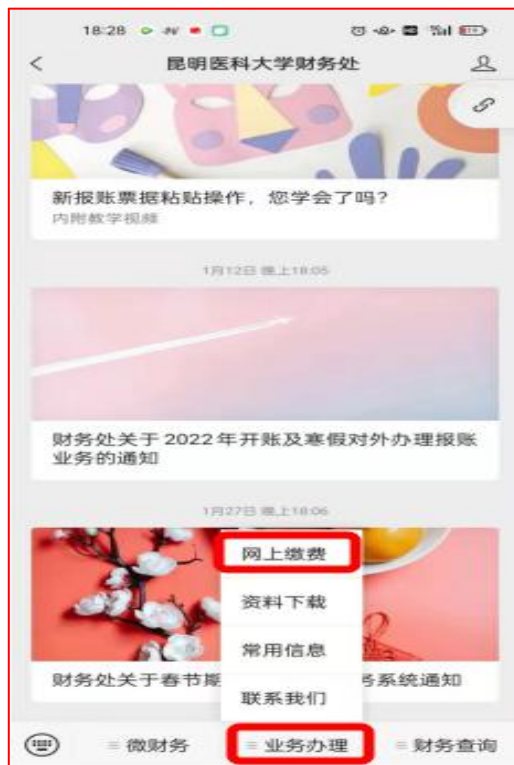 18:28
昆明医科大学财务处
新报账票据粘贴操作，您学会了吗？
内附教学视频
1月12日 晚上18:05
财务处关于2022年开账及寒假对外办理报账
业务的通知
1月27日 晚上18:06
网上缴费
资料下载
常用信息
联系我们
财务处关于春节期
务系统通知
微财务
业务办理
财务查询